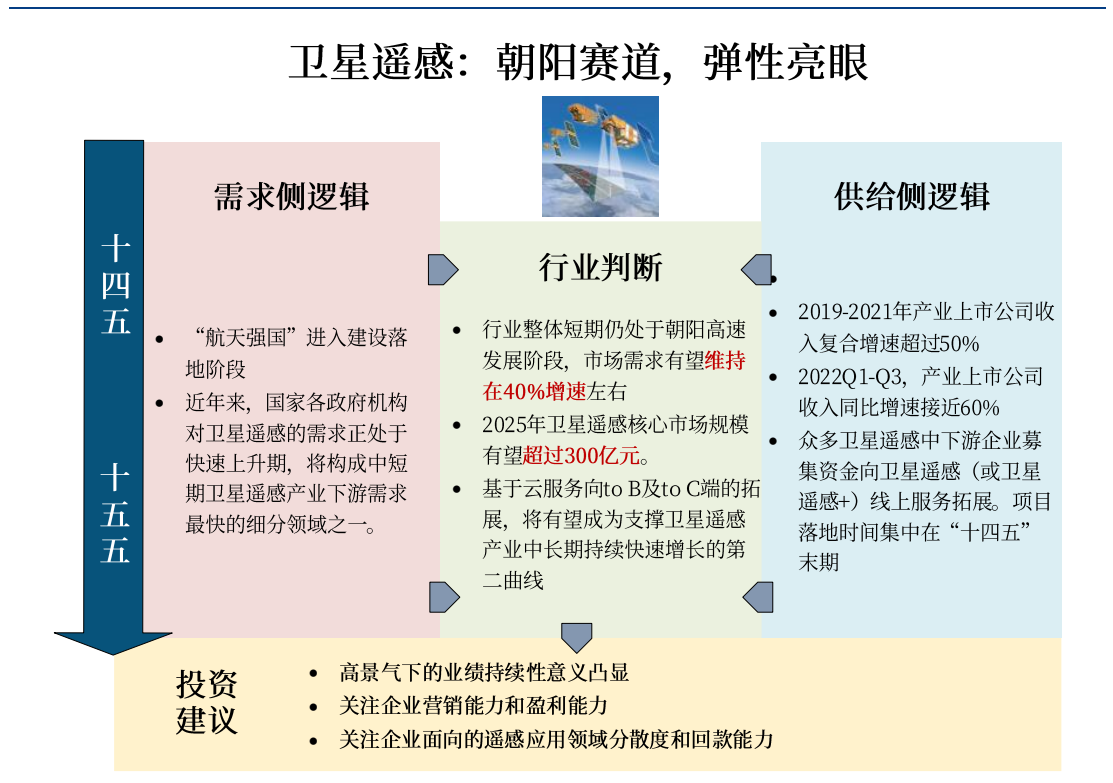 卫星遥感：朝阳赛道，弹性亮眼
十四五
十五五
需求侧逻辑
“航天强国”进入建设落
地阶段
近年来，国家各政府机构
对卫星遥感的需求正处于
快速上升期，将构成中短
期卫星遥感产业下游需求
最快的细分领域之一。
行业判断
行业整体短期仍处于朝阳高速
发展阶段，市场需求有望维持
在40%增速左右
2025年卫星遥感核心市场规模
有望超过300亿元。
基于云服务向to B及to C端的拓
展，将有望成为支撑卫星遥感
产业中长期持续快速增长的第
二曲线
供给侧逻辑
2019-2021年产业上市公司收
入复合增速超过50%
2022Q1-Q3，产业上市公司
收入同比增速接近60%
众多卫星遥感中下游企业募
集资金向卫星遥感（或卫星
遥感+）线上服务拓展。项目
落地时间集中在“十四五”
末期
投资
建议
高景气下的业绩持续性意义凸显
关注企业营销能力和盈利能力
关注企业面向的遥感应用领域分散度和回款能力